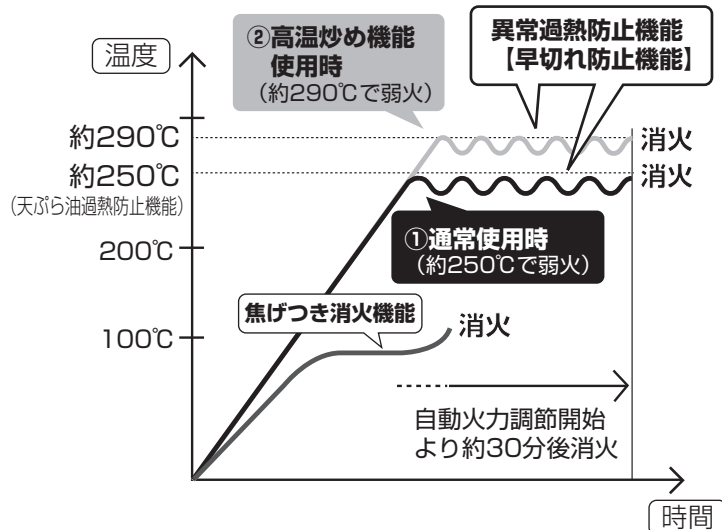 温度
②高温炒め機能
使用時
(約290℃で弱火)
異常過熱防止機能
【早切れ防止機能】
約290℃
消火
約250℃
消火
(天ぷら油過熱防止機能)
①通常使用時
(約250℃で弱火)
200℃
焦げつき消火機能
消火
100℃
自動火力調節開始
より約30分後消火
時間